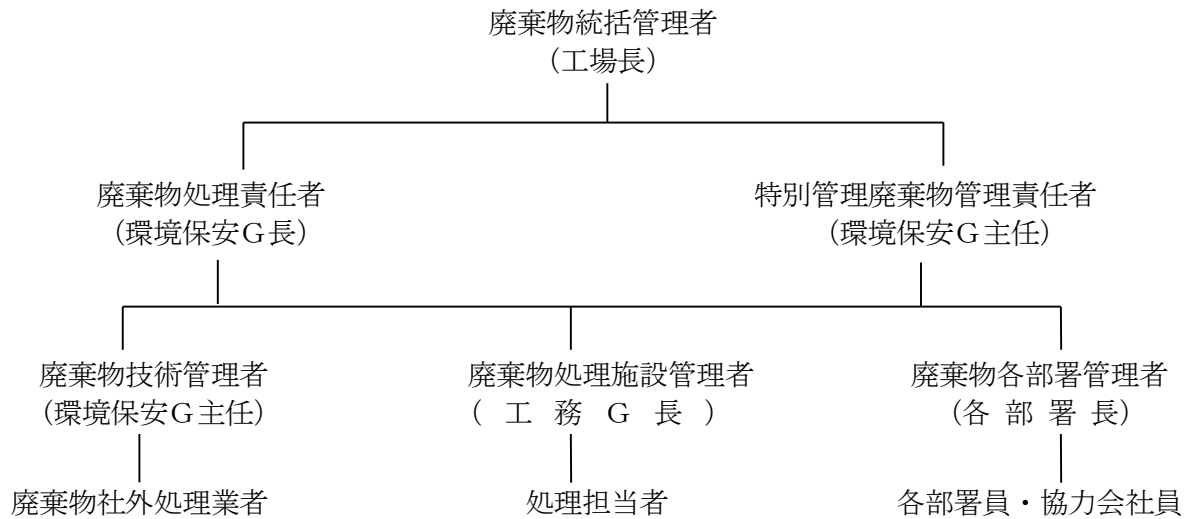 廃棄物統括管理者
（工場長）
廃棄物処理責任者
（環境保安Ｇ長）
特別管理廃棄物管理責任者
（環境保安Ｇ主任）
廃棄物技術管理者
（環境保安Ｇ主任）
廃棄物処理施設管理者
（工務Ｇ長）
廃棄物各部署管理者
（各部署長）
廃棄物社外処理業者
処理担当者
各部署員・協力会社員